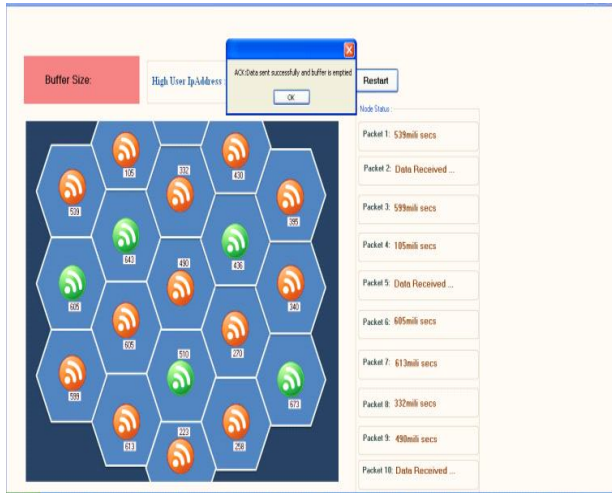 Buffer Size:
High User IpAddress :
ACK:Data sent successfully and buffer is emptied
OK
Restart
Node Status :
Packet 1: 539mili secs
Packet 2: Data Received ...
Packet 3: 599mili secs
Packet 4: 105mili secs
Packet 5: Data Received ...
Packet 6: 605mili secs
Packet 7: 613mili secs
Packet 8: 332mili secs
Packet 9: 490mili secs
Packet 10: Data Received ...
105
332
430
539
395
643
490
436
605
340
605
510
270
599
673
613
223
258